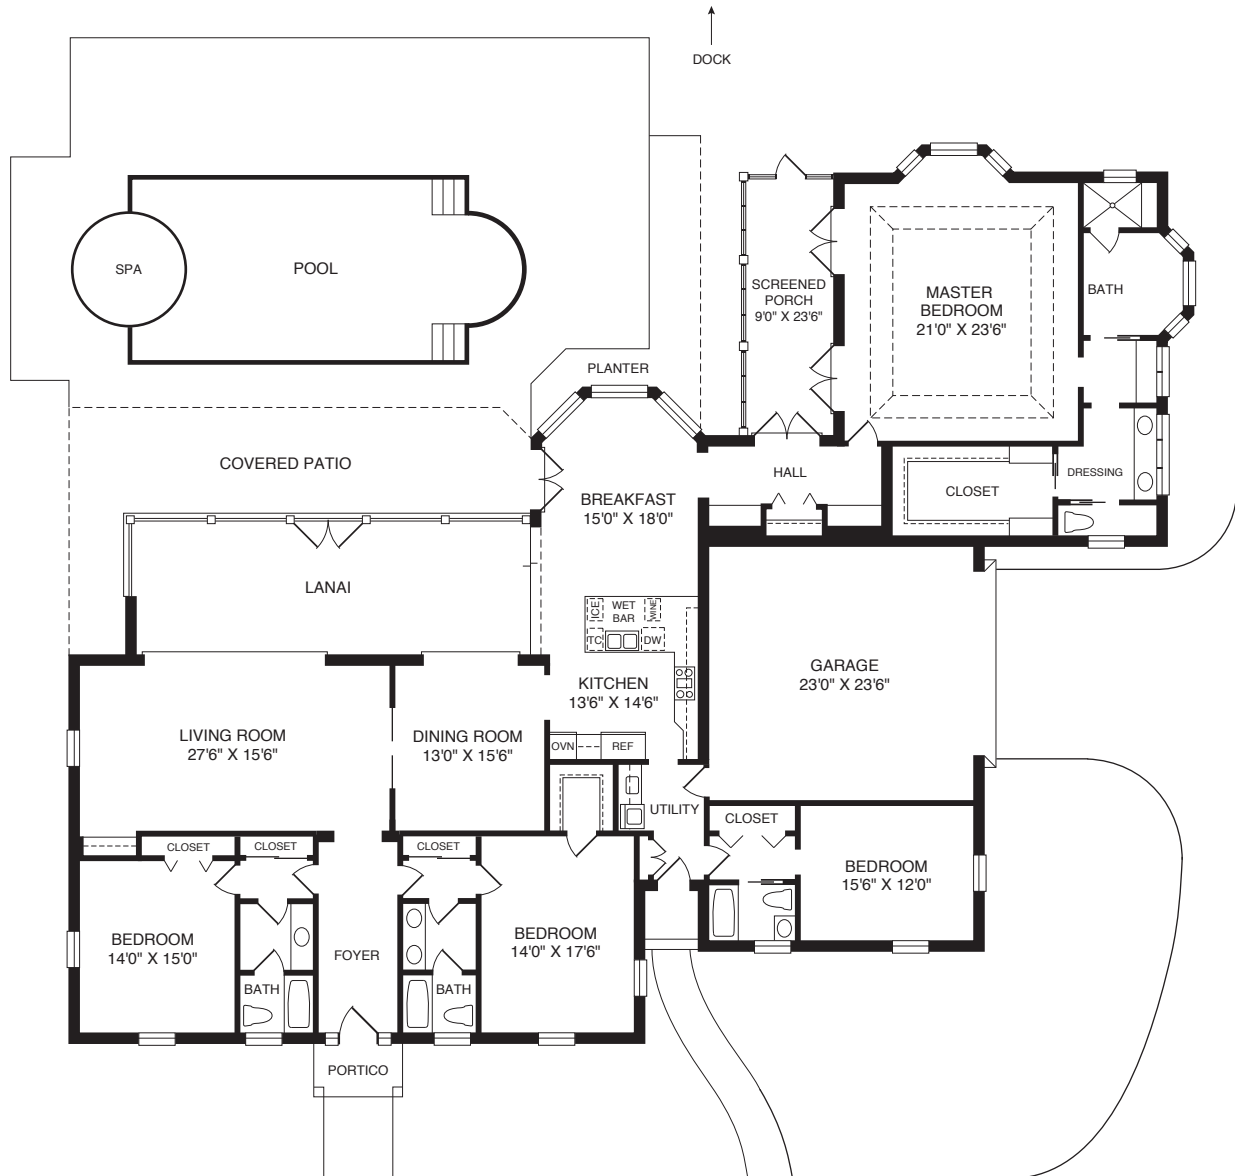 DOCK
SPA
POOL
SCREENED
PORCH
9'0" X 23'6"
MASTER
BEDROOM
21'0" X 23'6"
BATH
PLANTER
COVERED PATIO
BREAKFAST
15'0" X 18'0"
HALL
CLOSET
DRESSING
LANAI
ICE
WET
BAR
WINE
TC
DW
KITCHEN
13'6" X 14'6"
GARAGE
23'0" X 23'6"
LIVING ROOM
27'6" X 15'6"
DINING ROOM
13'0" X 15'6"
OVN
REF
UTILITY
CLOSET
CLOSET
CLOSET
CLOSET
BEDROOM
15'6" X 12'0"
BEDROOM
14'0" X 15'0"
FOYER
BEDROOM
14'0" X 17'6"
BATH
BATH
PORTICO